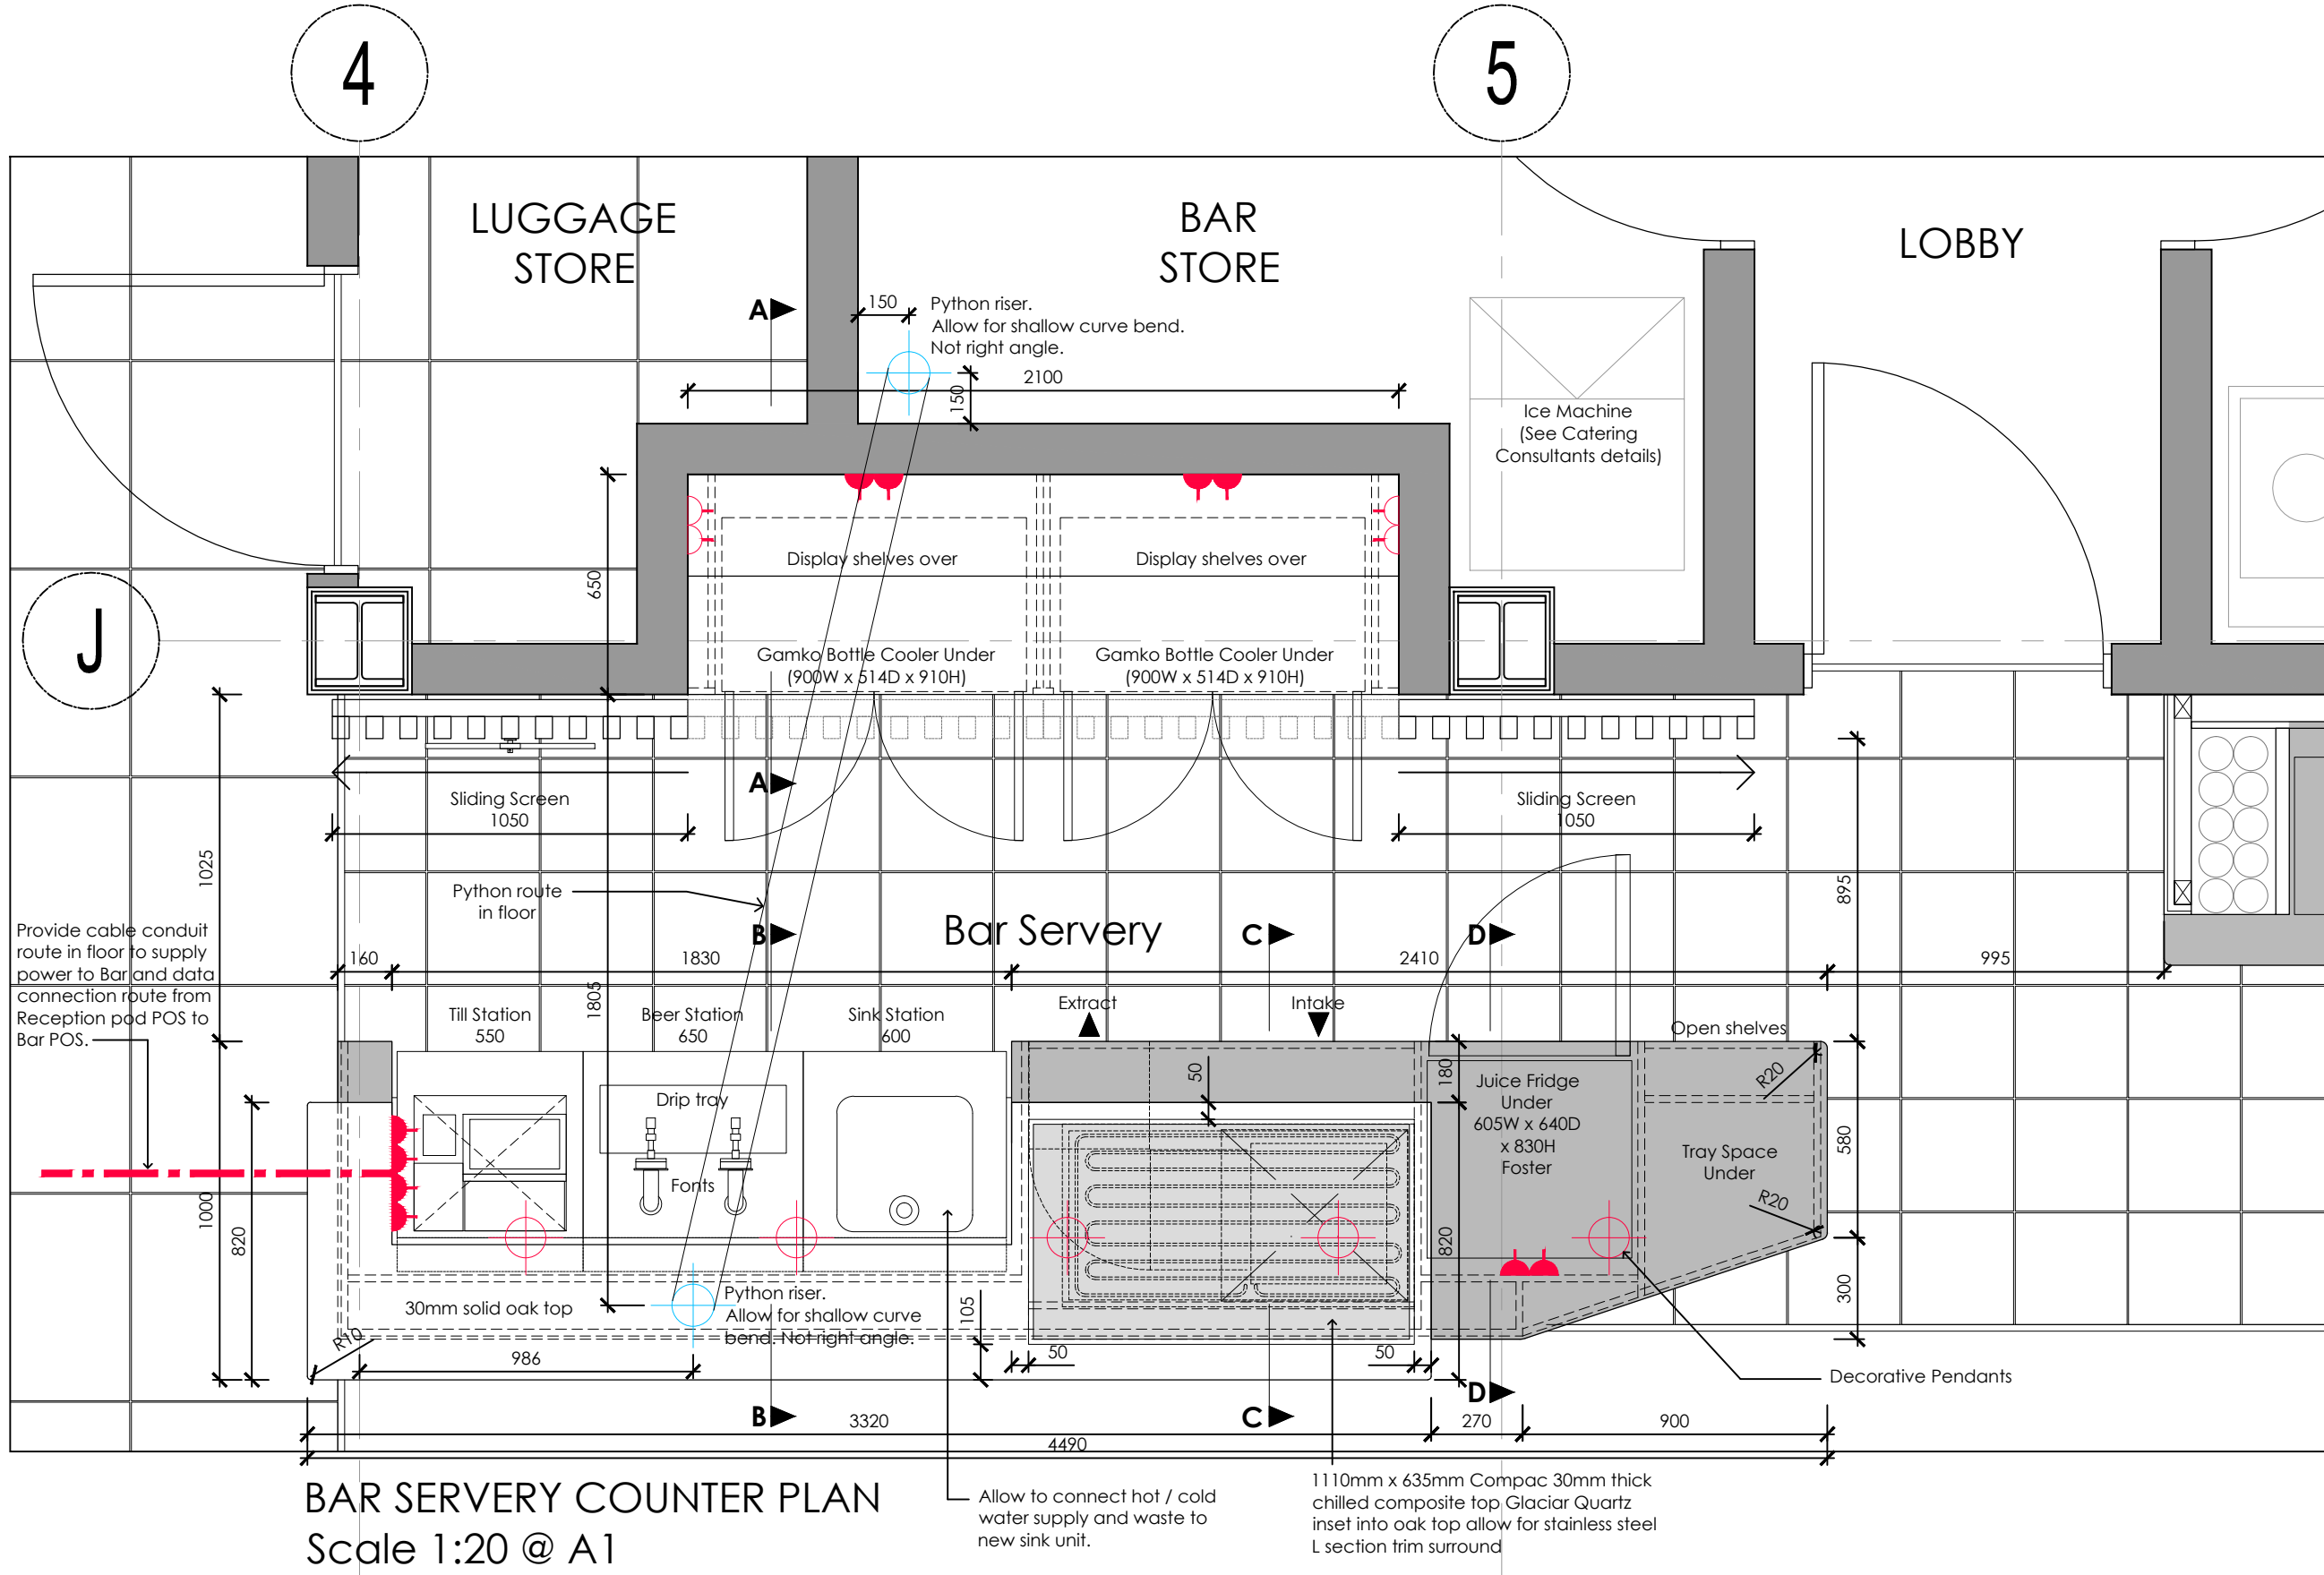 4
5
LUGGAGE
STORE
BAR
STORE
LOBBY
A
150
Python riser.
Allow for shallow curve bend.
Not right angle.
2100
150
Ice Machine
(See Catering
Consultants details)
Display shelves over
Display shelves over
650
J
Gamko Bottle Cooler Under
(900W x 514D x 910H)
Gamko Bottle Cooler Under
(900W x 514D x 910H)
A
Sliding Screen
1050
Sliding Screen
1050
1025
895
Python route
in floor
Provide cable conduit
route in floor to supply
power to Bar and data
connection route from
Reception pod POS to
Bar POS.
B
Bar Servery
C
D
160
1830
2410
995
1805
Till Station
550
Beer Station
650
Sink Station
600
Extract
Intake
Open shelves
50
180
R20
Juice Fridge
Under
605W x 640D
x 830H
Foster
Drip tray
Fonts
Tray Space
Under
580
R20
1000
820
820
300
30mm solid oak top
Python riser.
Allow for shallow curve
bend. Not right angle.
105
R10
986
50
50
Decorative Pendants
D
B
C
3320
270
900
4490
BAR SERVERY COUNTER PLAN
Scale 1:20 @ A1
Allow to connect hot / cold
water supply and waste to
new sink unit.
1110mm x 635mm Compac 30mm thick
chilled composite top Glaciar Quartz
inset into oak top allow for stainless steel
L section trim surround